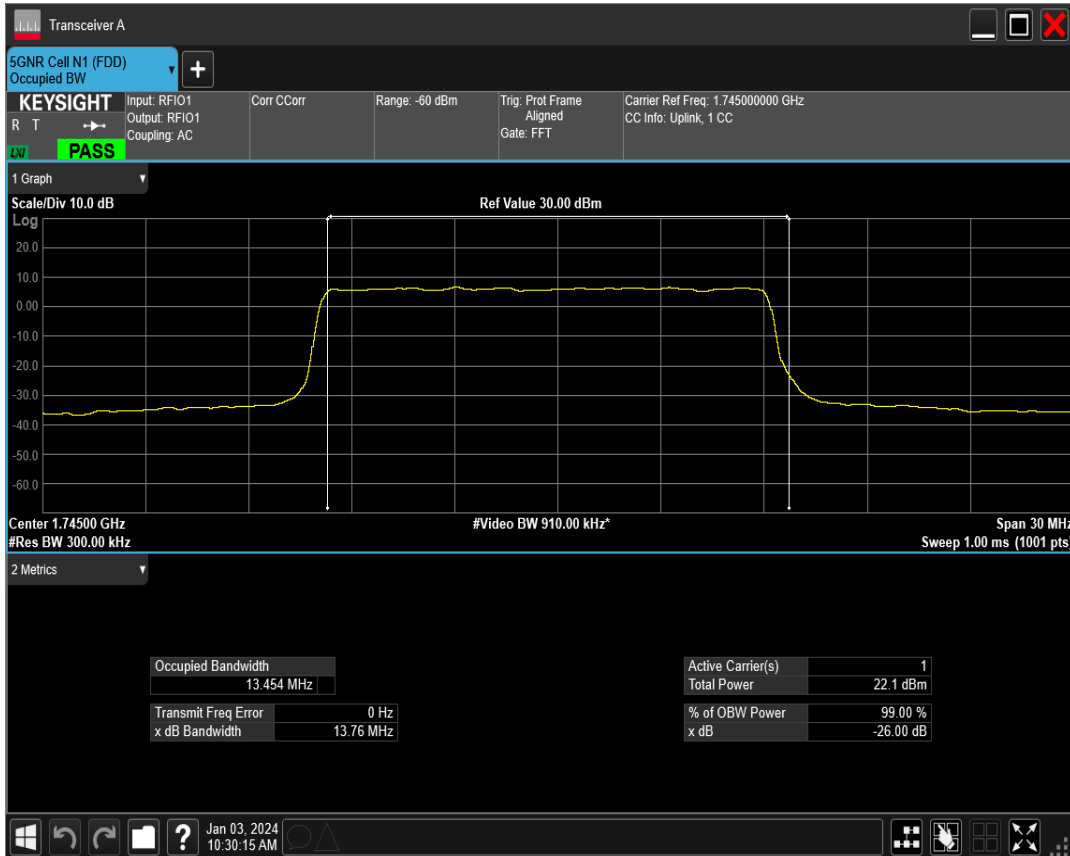 Transceiver A
5GNR Cell N1 (FDD)
Occupied BW
+
KEYSIGHT
R T
LXI
PASS
Input: RFIO1
Output: RFIO1
Coupling: AC
Corr CCorr
Range: -60 dBm
Trig: Prot Frame
Aligned
Gate: FFT
Carrier Ref Freq: 1.745000000 GHz
CC Info: Uplink, 1 CC
1 Graph
Scale/Div 10.0 dB
Ref Value 30.00 dBm
Log
20.0
10.0
0.00
-10.0
-20.0
-30.0
-40.0
-50.0
-60.0
Center 1.74500 GHz
#Video BW 910.00 kHz*
Span 30 MHz
#Res BW 300.00 kHz
Sweep 1.00 ms (1001 pts)
2 Metrics
Occupied Bandwidth
13.454 MHz
Transmit Freq Error 0 Hz
x dB Bandwidth 13.76 MHz
Active Carrier(s) 1
Total Power 22.1 dBm
% of OBW Power 99.00 %
x dB -26.00 dB
?
Jan 03, 2024
10:30:15 AM